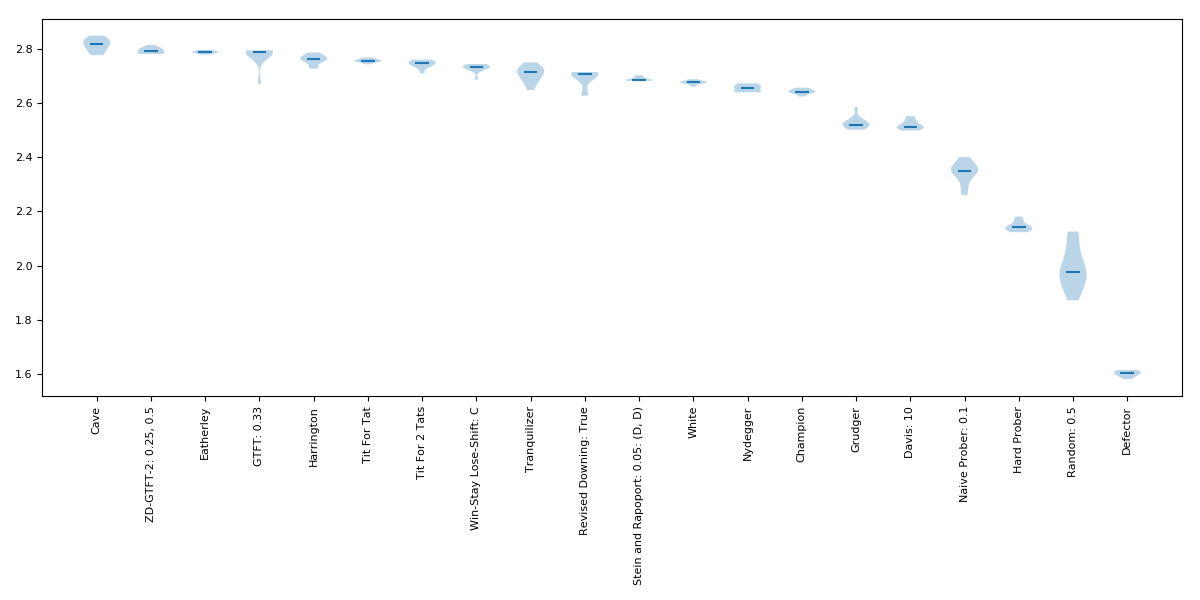 2.8
2.6
2.4
2.2
2.0
1.8
1.6
Cave
ZD-GTFT-2: 0.25, 0.5
Eatherley
GTFT: 0.33
Harrington
Tit For Tat
Tit For 2 Tats
Win-Stay Lose-Shift: C
Tranquilizer
Revised Downing: True
Stein and Rapoport: 0.05: (D, D)
White
Nydegger
Champion
Grudger
Davis: 10
Naive Prober: 0.1
Hard Prober
Random: 0.5
Defector